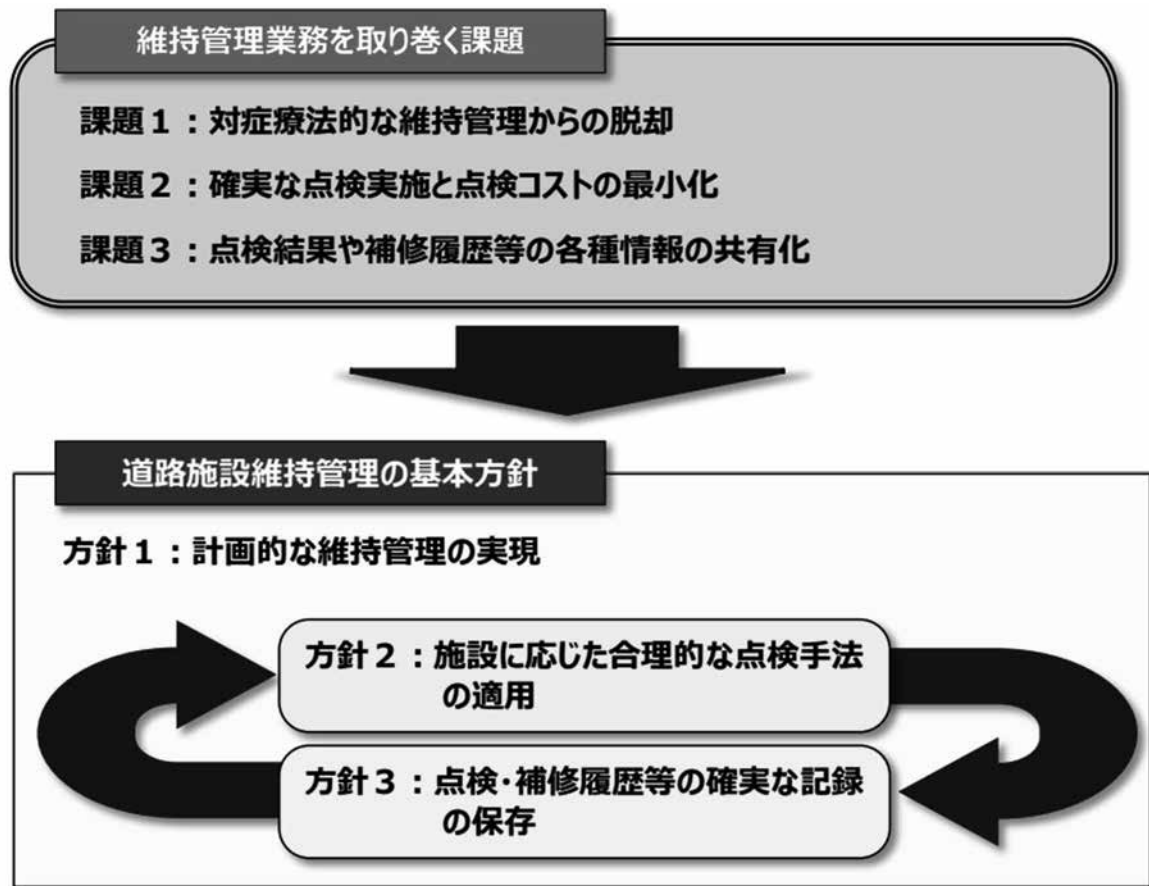 維持管理業務を取り巻く課題
課題１：対症療法的な維持管理からの脱却
課題２：確実な点検実施と点検コストの最小化
課題３：点検結果や補修履歴等の各種情報の共有化
道路施設維持管理の基本方針
方針１：計画的な維持管理の実現
方針２：施設に応じた合理的な点検手法
の適用
方針３：点検・補修履歴等の確実な記録
の保存